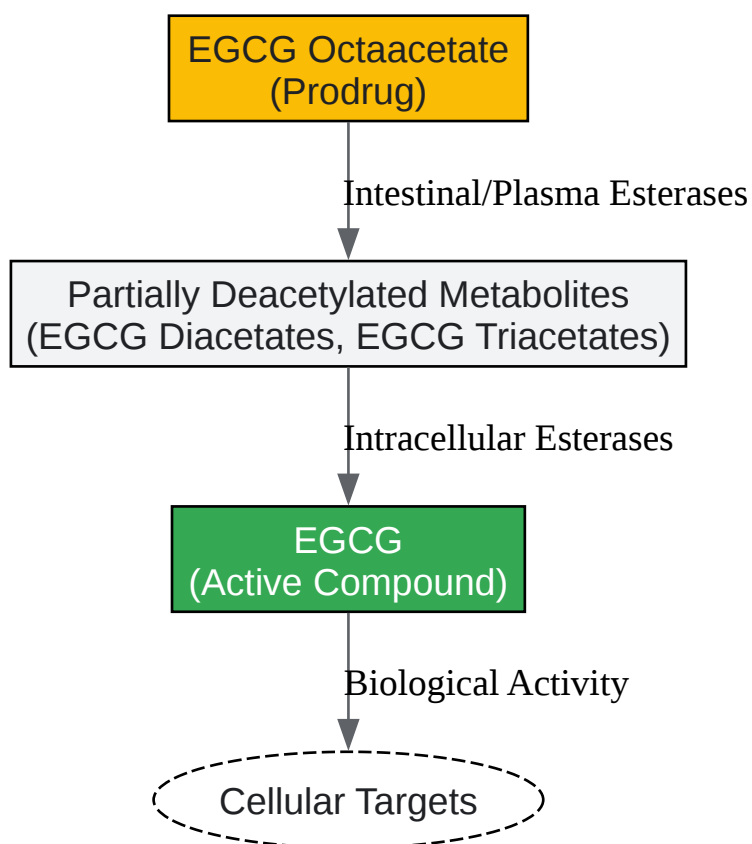 EGCG Octaacetate
(Prodrug)
Intestinal/Plasma Esterases
Partially Deacetylated Metabolites
(EGCG Diacetates, EGCG Triacetates)
Intracellular Esterases
EGCG
(Active Compound)
Biological Activity
Cellular Targets